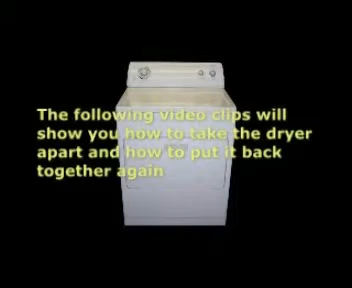 The following video clips will
show you how to take the dryer
apart and how to put it back
together again